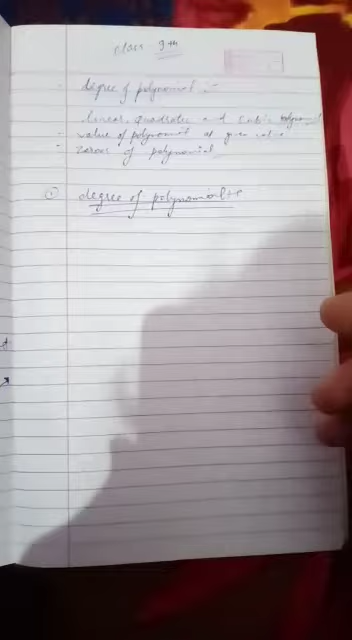 class 9th
- degree of polynomial :-
linear, quadratic and cubic polynomial
- value of polynomial at given value
- zeroes of polynomial
① degree of polynomial :-